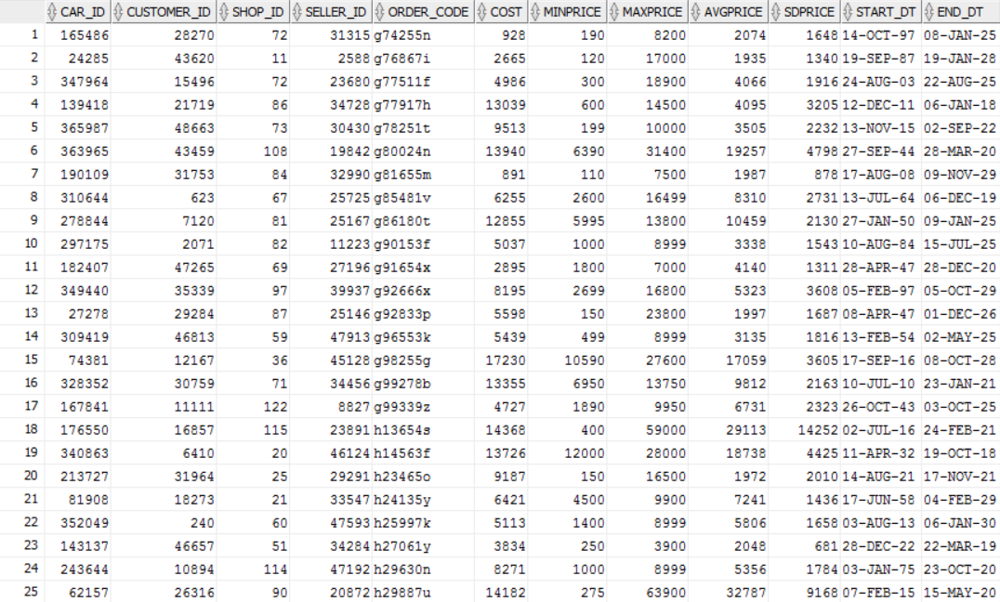 CAR_ID CUSTOMER_ID SHOP_ID SELLER_ID ORDER_CODE COST MINPRICE MAXPRICE AVGPRICE SDPRICE START_DT END_DT
1 165486 28270 72 31315 g74255n 928 190 8200 2074 1648 14-OCT-97 08-JAN-25
2 24285 43620 11 2588 g76867i 2665 120 17000 1935 1340 19-SEP-87 19-JAN-28
3 347964 15496 72 23680 g77511f 4986 300 18900 4066 1916 24-AUG-03 22-AUG-25
4 139418 21719 86 34728 g77917h 13039 600 14500 4095 3205 12-DEC-11 06-JAN-18
5 365987 48663 73 30430 g78251t 9513 199 10000 3505 2232 13-NOV-15 02-SEP-22
6 363965 43459 108 19842 g80024n 13940 6390 31400 19257 4798 27-SEP-44 28-MAR-20
7 190109 31753 84 32990 g81655m 891 110 7500 1987 878 17-AUG-08 09-NOV-29
8 310644 623 67 25725 g85481v 6255 2600 16499 8310 2731 13-JUL-64 06-DEC-19
9 278844 7120 81 25167 g86180t 12855 5995 13800 10459 2130 27-JAN-50 09-JAN-25
10 297175 2071 82 11223 g90153f 5037 1000 8999 3338 1543 10-AUG-84 15-JUL-25
11 182407 47265 69 27196 g91654x 2895 1800 7000 4140 1311 28-APR-47 28-DEC-20
12 349440 35339 97 39937 g92666x 8195 2699 16800 5323 3608 05-FEB-97 05-OCT-29
13 27278 29284 87 25146 g92833p 5598 150 23800 1997 1687 08-APR-47 01-DEC-26
14 309419 46813 59 47913 g96553k 5439 499 8999 3135 1816 13-FEB-54 02-MAY-25
15 74381 12167 36 45128 g98255g 17230 10590 27600 17059 3605 17-SEP-16 08-OCT-28
16 328352 30759 71 34456 g99278b 13355 6950 13750 9812 2163 10-JUL-10 23-JAN-21
17 167841 11111 122 8827 g99339z 4727 1890 9950 6731 2323 26-OCT-43 03-OCT-25
18 176550 16857 115 23891 h13654s 14368 400 59000 29113 14252 02-JUL-16 24-FEB-21
19 340863 6410 20 46124 h14563f 13726 12000 28000 18738 4425 11-APR-32 19-OCT-18
20 213727 31964 25 29291 h23465o 9187 150 16500 1972 2010 14-AUG-21 17-NOV-21
21 81908 18273 21 33547 h24135y 6421 4500 9900 7241 1436 17-JUN-58 04-FEB-29
22 352049 240 60 47593 h25997k 5113 1400 8999 5806 1658 03-AUG-13 06-JAN-30
23 143137 46657 51 34284 h27061y 3834 250 3900 2048 681 28-DEC-22 22-MAR-19
24 243644 10894 114 47192 h29630n 8271 1000 8999 5356 1784 03-JAN-75 23-OCT-20
25 62157 26316 90 20872 h29887u 14182 275 63900 32787 9168 07-FEB-15 15-MAY-20